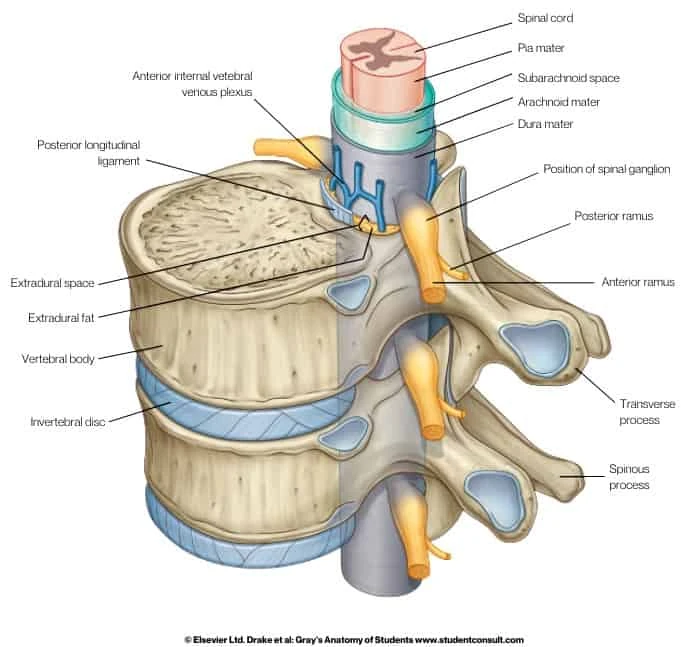 Spinal cord
Pia mater
Anterior internal vetebral
venous plexus
Subarachnoid space
Arachnoid mater
Dura mater
Posterior longitudinal
ligament
Position of spinal ganglion
Posterior ramus
Extradural space
Anterior ramus
Extradural fat
Vertebral body
Invertebral disc
Transverse
process
Spinous
process
© Elsevier Ltd. Drake et al: Gray's Anatomy of Students www.studentconsult.com